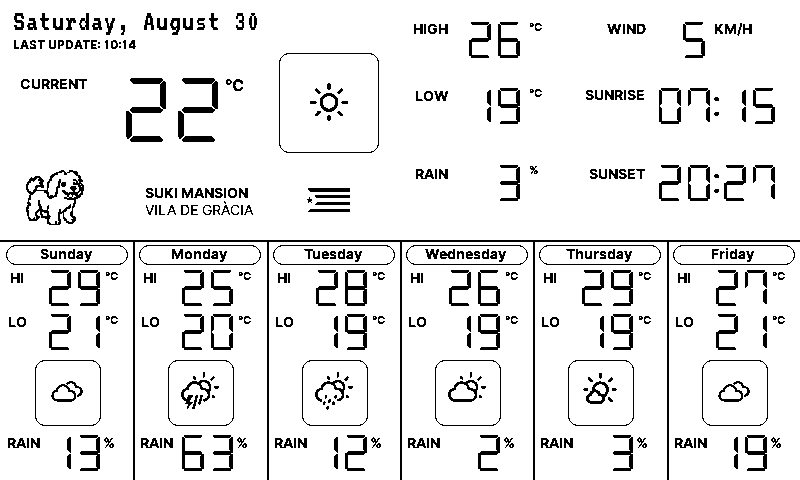 Saturday, August 30
LAST UPDATE: 10:14
CURRENT 22 °C
SUKI MANSION
VILA DE GRÀCIA
HIGH 26 °C
LOW 19 °C
RAIN 3 %
WIND 5 KM/H
SUNRISE 07:15
SUNSET 20:27
Sunday
HI 29 °C
LO 21 °C
RAIN 13 %
Monday
HI 25 °C
LO 20 °C
RAIN 63 %
Tuesday
HI 28 °C
LO 19 °C
RAIN 12 %
Wednesday
HI 26 °C
LO 19 °C
RAIN 2 %
Thursday
HI 29 °C
LO 19 °C
RAIN 3 %
Friday
HI 27 °C
LO 21 °C
RAIN 19 %